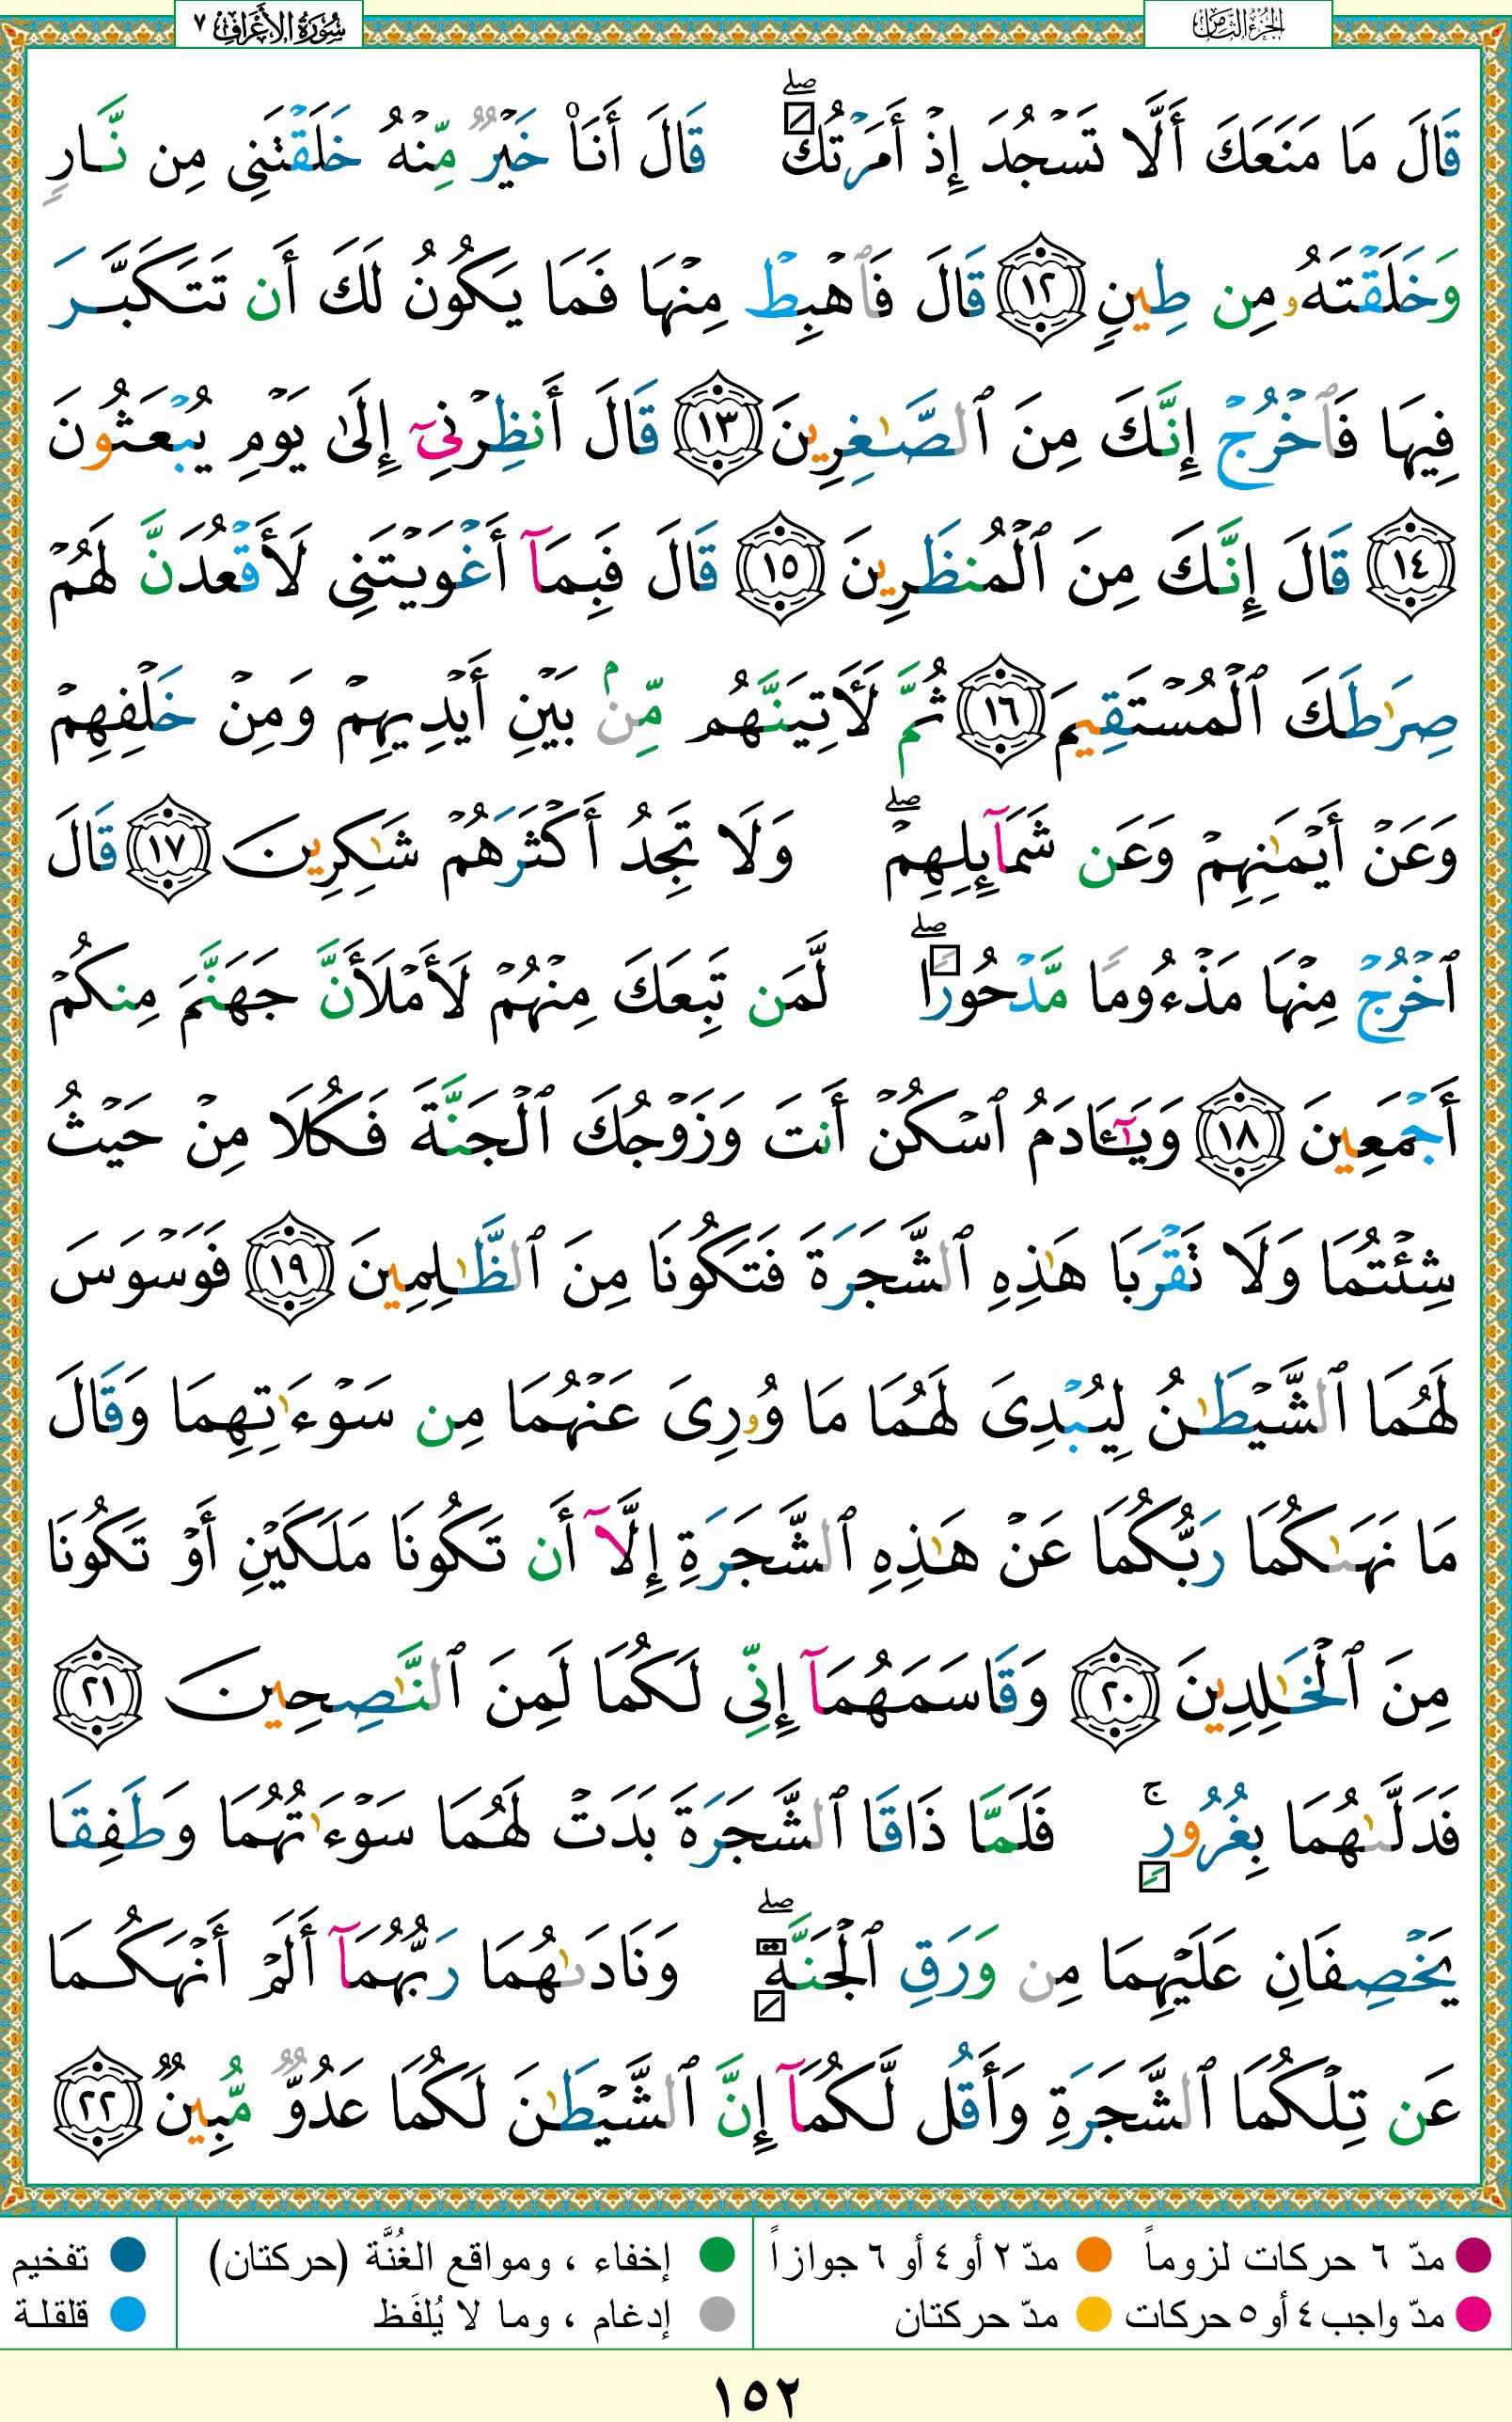 سُورَةُ الأَعْرَافِ ٧
الجُزْءُ الثَّامِنُ
قَالَ مَا مَنَعَكَ أَلَّا تَسْجُدَ إِذْ أَمَرْتُكَ ۖ قَالَ أَنَا۠ خَيْرٌ مِّنْهُ خَلَقْتَنِى مِن نَّارٍ
وَخَلَقْتَهُۥ مِن طِينٍ ١٢ قَالَ فَٱهْبِطْ مِنْهَا فَمَا يَكُونُ لَكَ أَن تَتَكَبَّرَ
فِيهَا فَٱخْرُجْ إِنَّكَ مِنَ ٱلصَّـٰغِرِينَ ١٣ قَالَ أَنظِرْنِىٓ إِلَىٰ يَوْمِ يُبْعَثُونَ
١٤ قَالَ إِنَّكَ مِنَ ٱلْمُنظَرِينَ ١٥ قَالَ فَبِمَآ أَغْوَيْتَنِى لَأَقْعُدَنَّ لَهُمْ
صِرَٰطَكَ ٱلْمُسْتَقِيمَ ١٦ ثُمَّ لَـَٔاتِيَنَّهُم مِّنۢ بَيْنِ أَيْدِيهِمْ وَمِنْ خَلْفِهِمْ
وَعَنْ أَيْمَـٰنِهِمْ وَعَن شَمَآئِلِهِمْ ۖ وَلَا تَجِدُ أَكْثَرَهُمْ شَـٰكِرِينَ ١٧ قَالَ
ٱخْرُجْ مِنْهَا مَذْءُومًا مَّدْحُورًا ۖ لَّمَن تَبِعَكَ مِنْهُمْ لَأَمْلَأَنَّ جَهَنَّمَ مِنكُمْ
أَجْمَعِينَ ١٨ وَيَـٰٓـَٔادَمُ ٱسْكُنْ أَنتَ وَزَوْجُكَ ٱلْجَنَّةَ فَكُلَا مِنْ حَيْثُ
شِئْتُمَا وَلَا تَقْرَبَا هَـٰذِهِ ٱلشَّجَرَةَ فَتَكُونَا مِنَ ٱلظَّـٰلِمِينَ ١٩ فَوَسْوَسَ
لَهُمَا ٱلشَّيْطَـٰنُ لِيُبْدِىَ لَهُمَا مَا وُۥرِىَ عَنْهُمَا مِن سَوْءَٰتِهِمَا وَقَالَ
مَا نَهَىٰكُمَا رَبُّكُمَا عَنْ هَـٰذِهِ ٱلشَّجَرَةِ إِلَّآ أَن تَكُونَا مَلَكَيْنِ أَوْ تَكُونَا
مِنَ ٱلْخَـٰلِدِينَ ٢٠ وَقَاسَمَهُمَآ إِنِّى لَكُمَا لَمِنَ ٱلنَّـٰصِحِينَ ٢١
فَدَلَّىٰهُمَا بِغُرُورٍ ۚ فَلَمَّا ذَاقَا ٱلشَّجَرَةَ بَدَتْ لَهُمَا سَوْءَٰتُهُمَا وَطَفِقَا
يَخْصِفَانِ عَلَيْهِمَا مِن وَرَقِ ٱلْجَنَّةِ ۖ وَنَادَىٰهُمَا رَبُّهُمَآ أَلَمْ أَنْهَكُمَا
عَن تِلْكُمَا ٱلشَّجَرَةِ وَأَقُل لَّكُمَآ إِنَّ ٱلشَّيْطَـٰنَ لَكُمَا عَدُوٌّ مُّبِينٌ ٢٢
مدّ ٦ حركات لزوماً مدّ ٢ أو ٤ أو ٦ جوازاً إخفاء ، ومواقع الغُنَّة (حركتان) تفخيم
مدّ واجب ٤ أو ٥ حركات مدّ حركتان إدغام ، وما لا يُلفَظ قلقلة
١٥٢